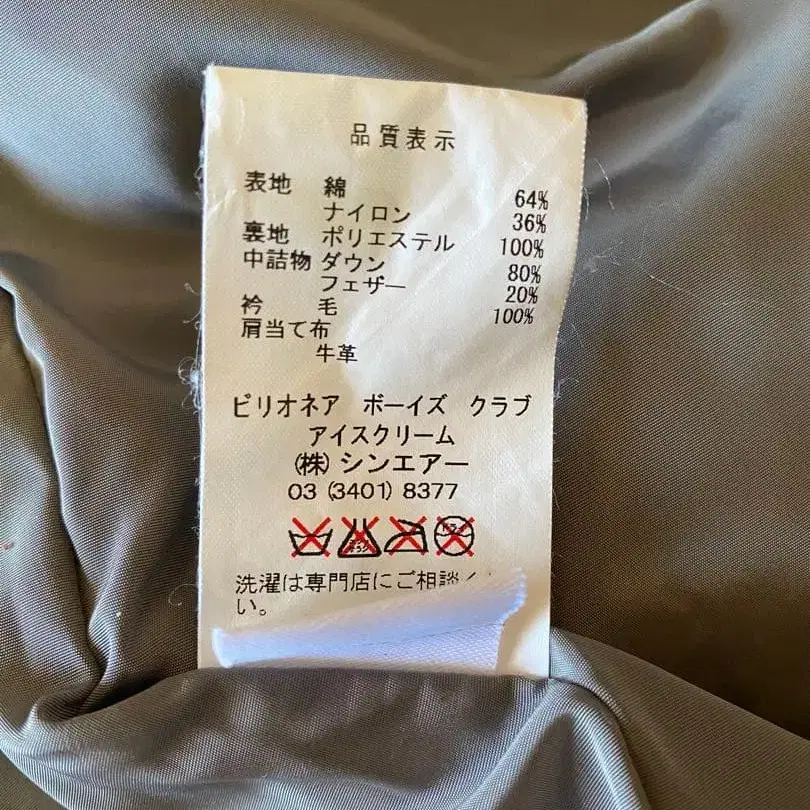 品質表示
表地 綿 64%
ナイロン 36%
裏地 ポリエステル 100%
中詰物 ダウン 80%
フェザー 20%
衿 毛 100%
肩当て布
牛革
ビリオネア ボーイズ クラブ
アイスクリーム
(株) シンエアー
03 (3401) 8377
洗濯は専門店にご相談
い。